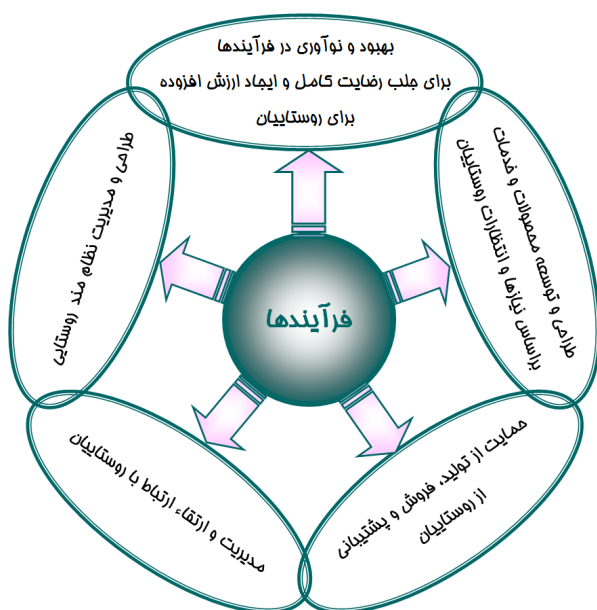 بهبود و نوآوری در فرآیندها
برای جلب رضایت کامل و ایجاد ارزش افزوده
برای روستاییان
طراحی و توسعه محصولات و خدمات
براساس نیازها و انتظارات روستاییان
حمایت از تولید، فروش و پشتیبانی
از روستاییان
مدیریت و ارتقاء ارتباط با روستاییان
طراحی و مدیریت نظام مند روستایی
فرآیندها